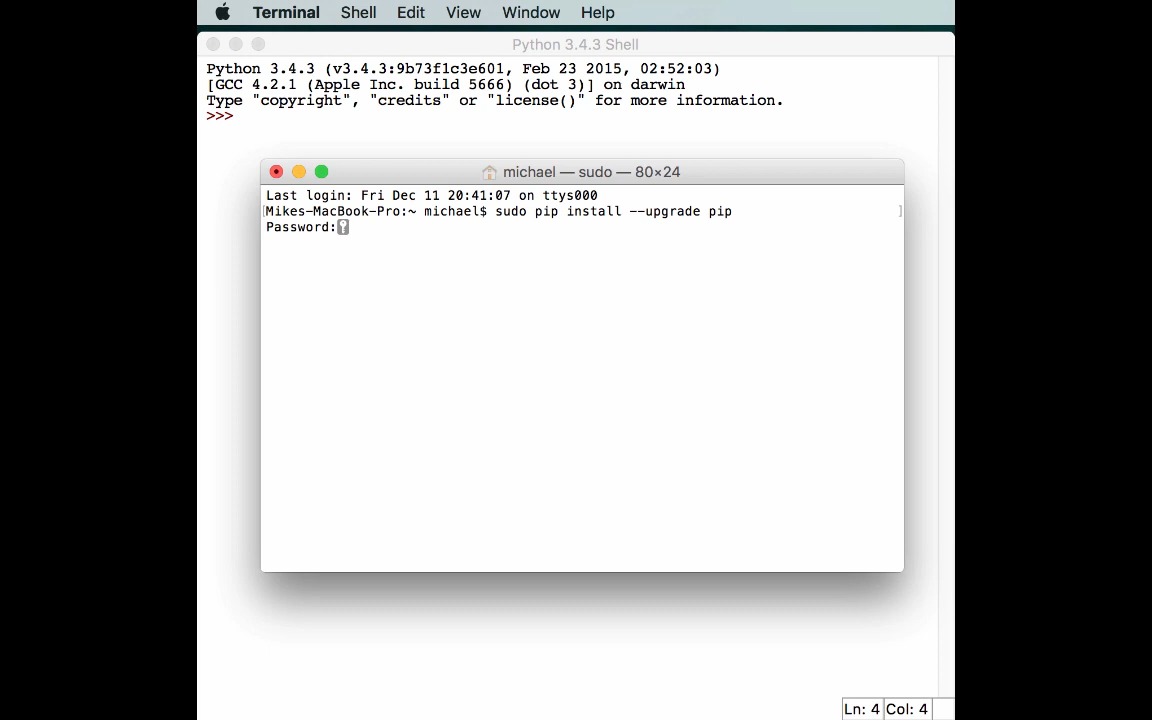 Terminal Shell Edit View Window Help
Python 3.4.3 Shell
Python 3.4.3 (v3.4.3:9b73f1c3e601, Feb 23 2015, 02:52:03)
[GCC 4.2.1 (Apple Inc. build 5666) (dot 3)] on darwin
Type "copyright", "credits" or "license()" for more information.
>>>
michael — sudo — 80×24
Last login: Fri Dec 11 20:41:07 on ttys000
[Mikes-MacBook-Pro:~ michael$ sudo pip install --upgrade pip ]
Password:
Ln: 4 Col: 4